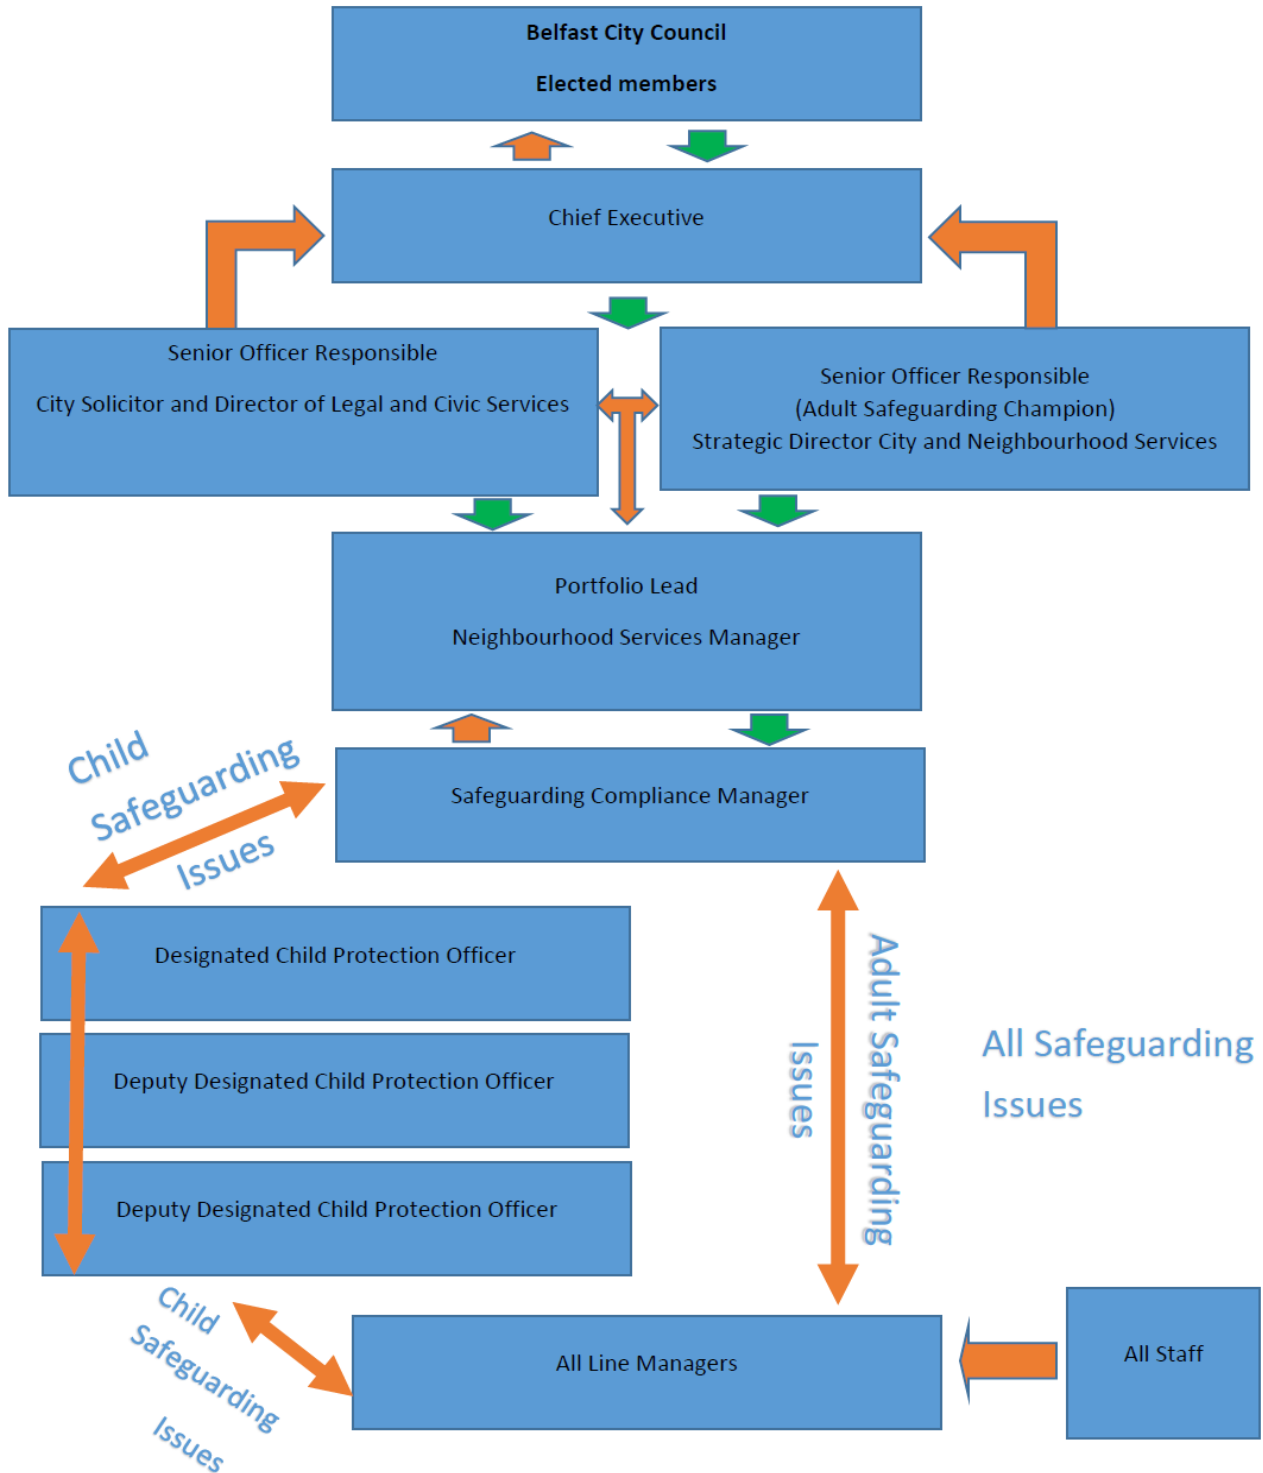 Belfast City Council
Elected members
Chief Executive
Senior Officer Responsible
City Solicitor and Director of Legal and Civic Services
Senior Officer Responsible
(Adult Safeguarding Champion)
Strategic Director City and Neighbourhood Services
Portfolio Lead
Neighbourhood Services Manager
Child
Safeguarding
Issues
Safeguarding Compliance Manager
Designated Child Protection Officer
Deputy Designated Child Protection Officer
Deputy Designated Child Protection Officer
Adult Safeguarding
Issues
All Safeguarding
Issues
Child
Safeguarding
Issues
All Line Managers
All Staff